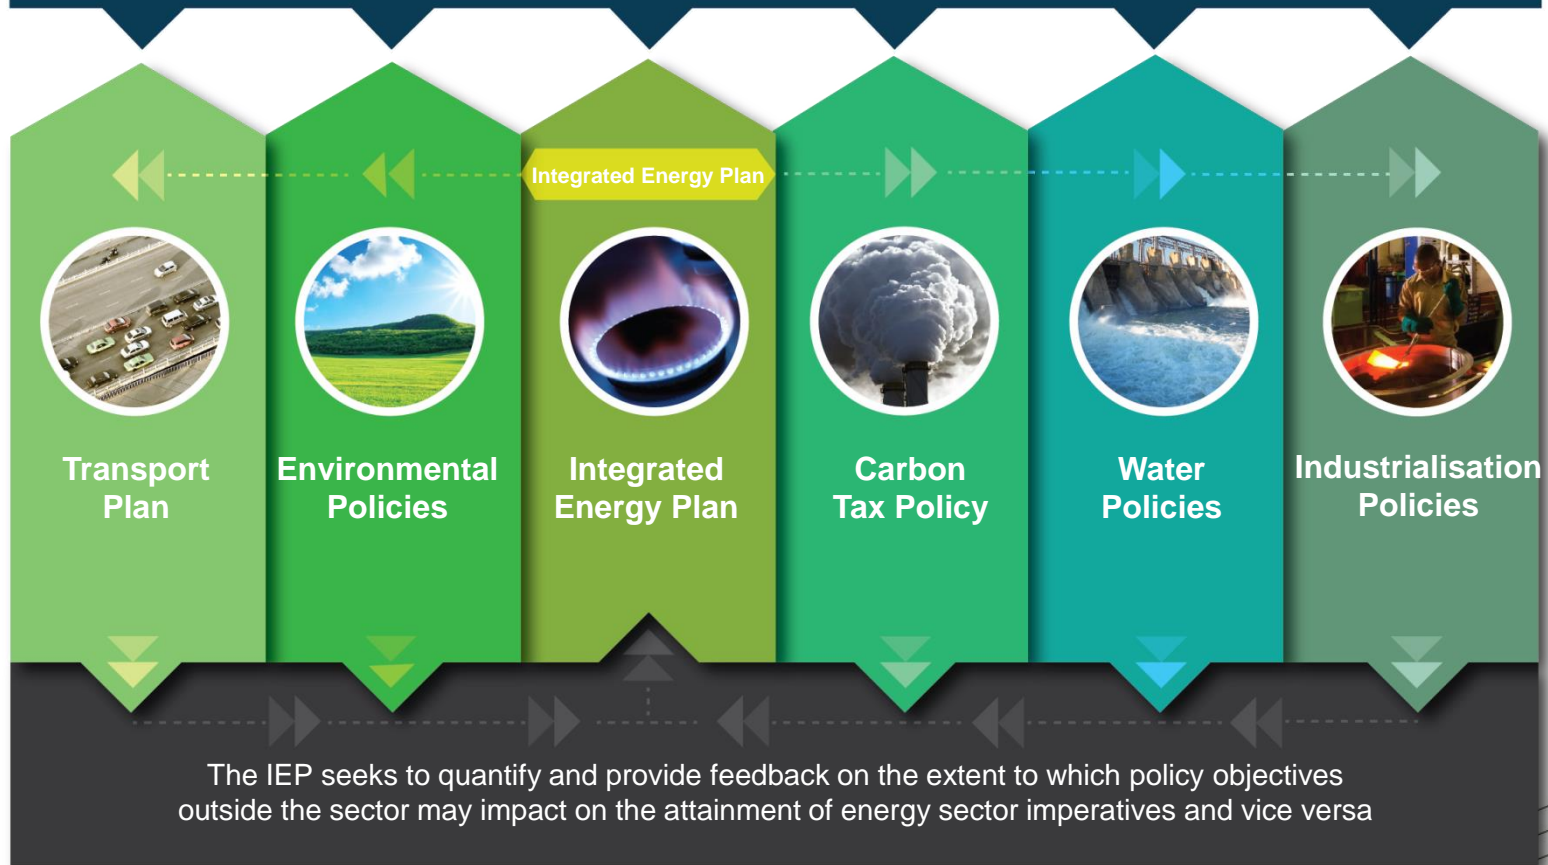 Integrated Energy Plan
Transport
Plan
Environmental
Policies
Integrated
Energy Plan
Carbon
Tax Policy
Water
Policies
Industrialisation
Policies
The IEP seeks to quantify and provide feedback on the extent to which policy objectives
outside the sector may impact on the attainment of energy sector imperatives and vice versa